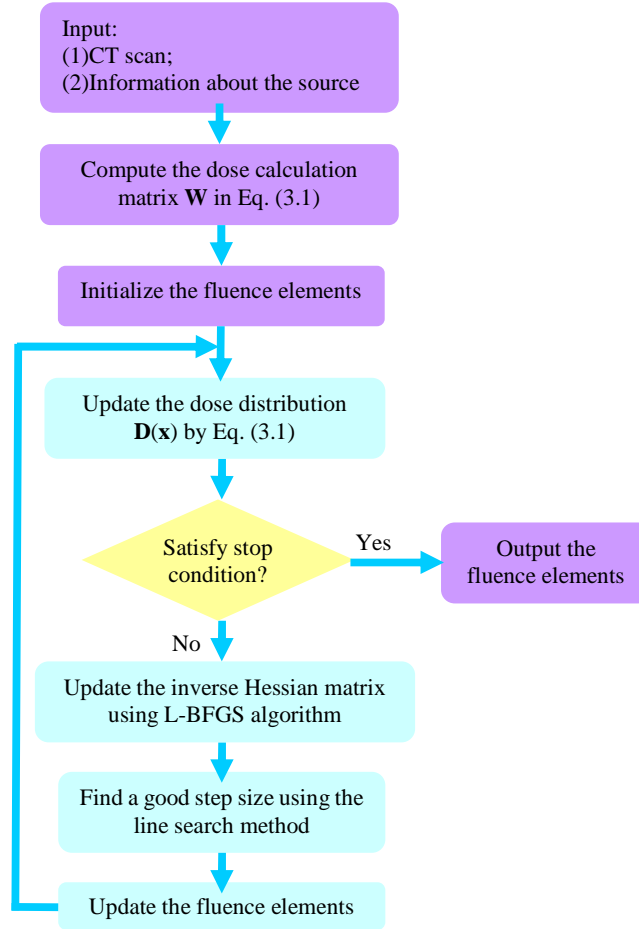 Input:
(1)CT scan;
(2)Information about the source
Compute the dose calculation
matrix W in Eq. (3.1)
Initialize the fluence elements
Update the dose distribution
D(x) by Eq. (3.1)
Satisfy stop
condition?
Yes
Output the
fluence elements
No
Update the inverse Hessian matrix
using L-BFGS algorithm
Find a good step size using the
line search method
Update the fluence elements